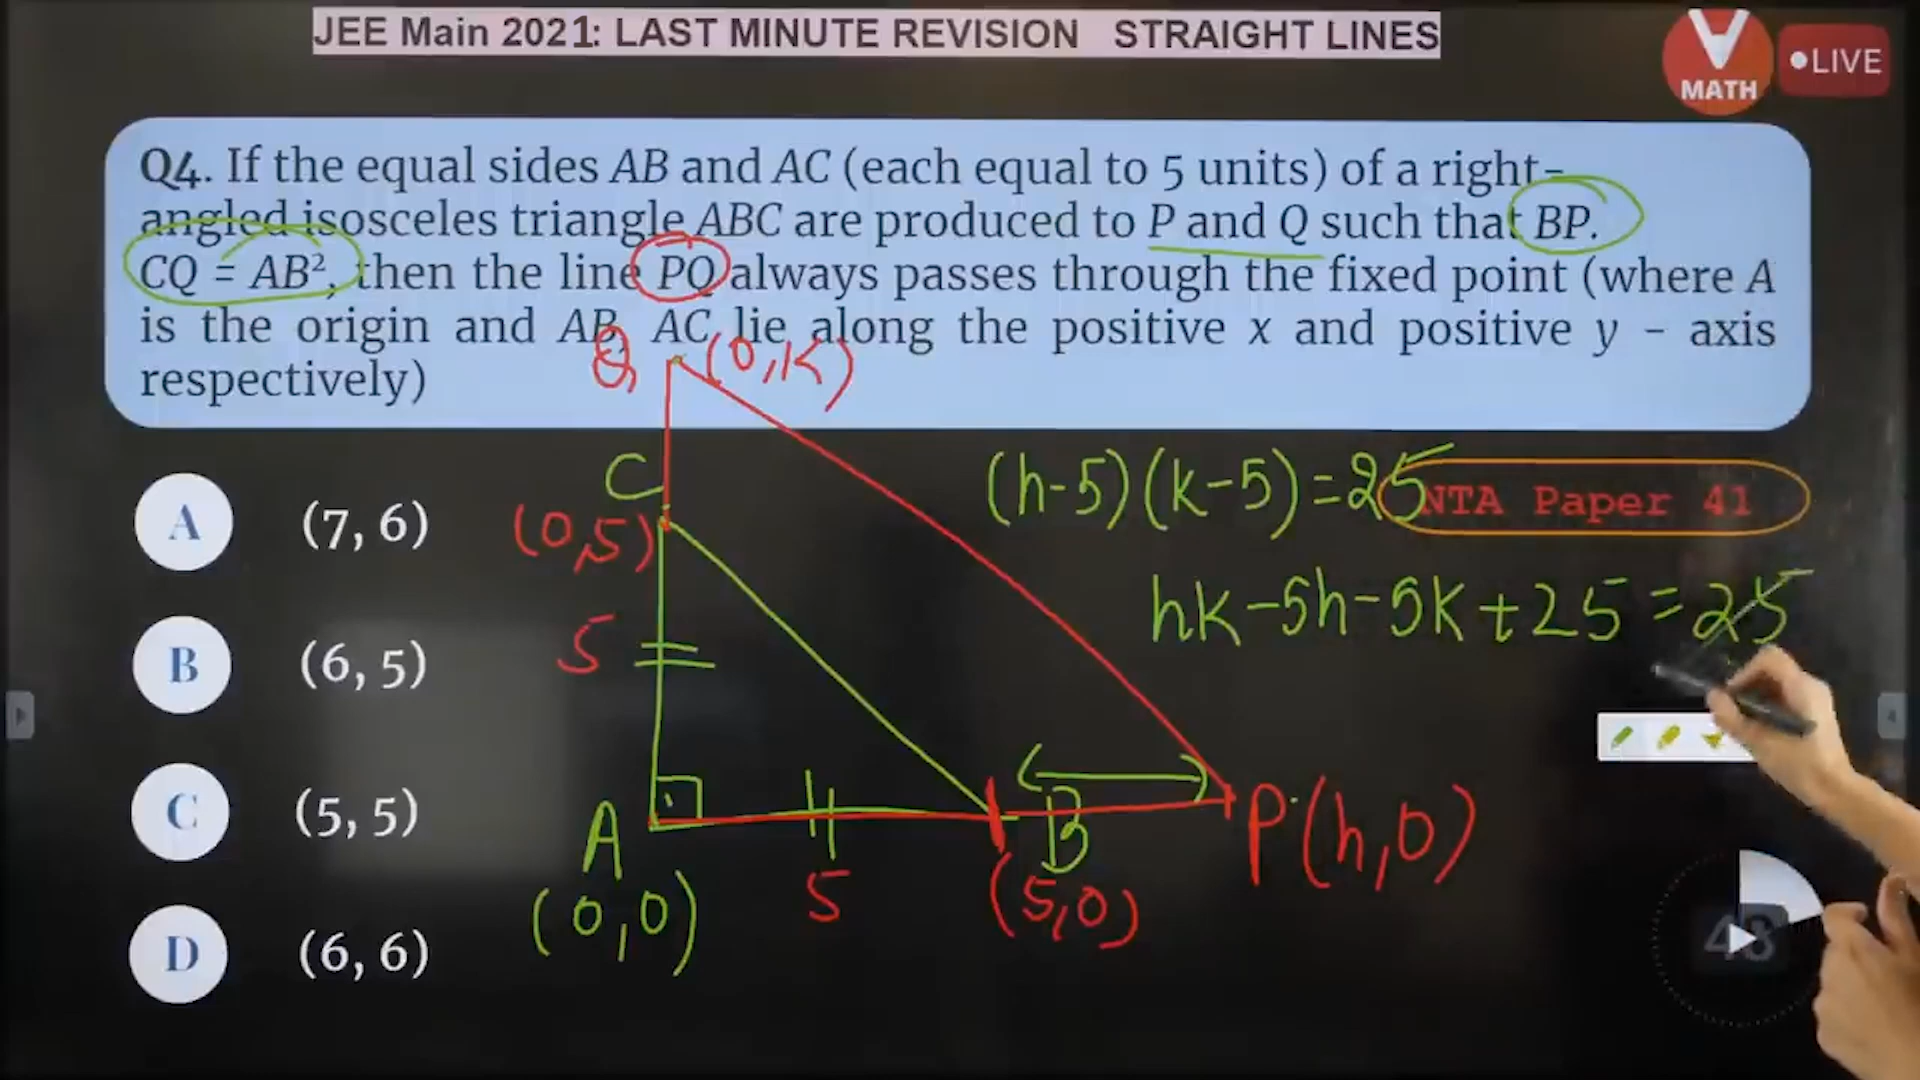 JEE Main 2021: LAST MINUTE REVISION STRAIGHT LINES
V
MATH
LIVE
Q4. If the equal sides AB and AC (each equal to 5 units) of a right-
angled isosceles triangle ABC are produced to P and Q such that BP.
CQ = AB², then the line PQ always passes through the fixed point (where A
is the origin and AB, AC lie along the positive x and positive y - axis
respectively)
Q (0,K)
A (7, 6)
B (6, 5)
C (5, 5)
D (6, 6)
C
(0,5)
5
A
(0,0)
5
B
(5,0)
P(h,0)
(h-5)(k-5)=25
NTA Paper 41
hk-5h-5k+25=25
48